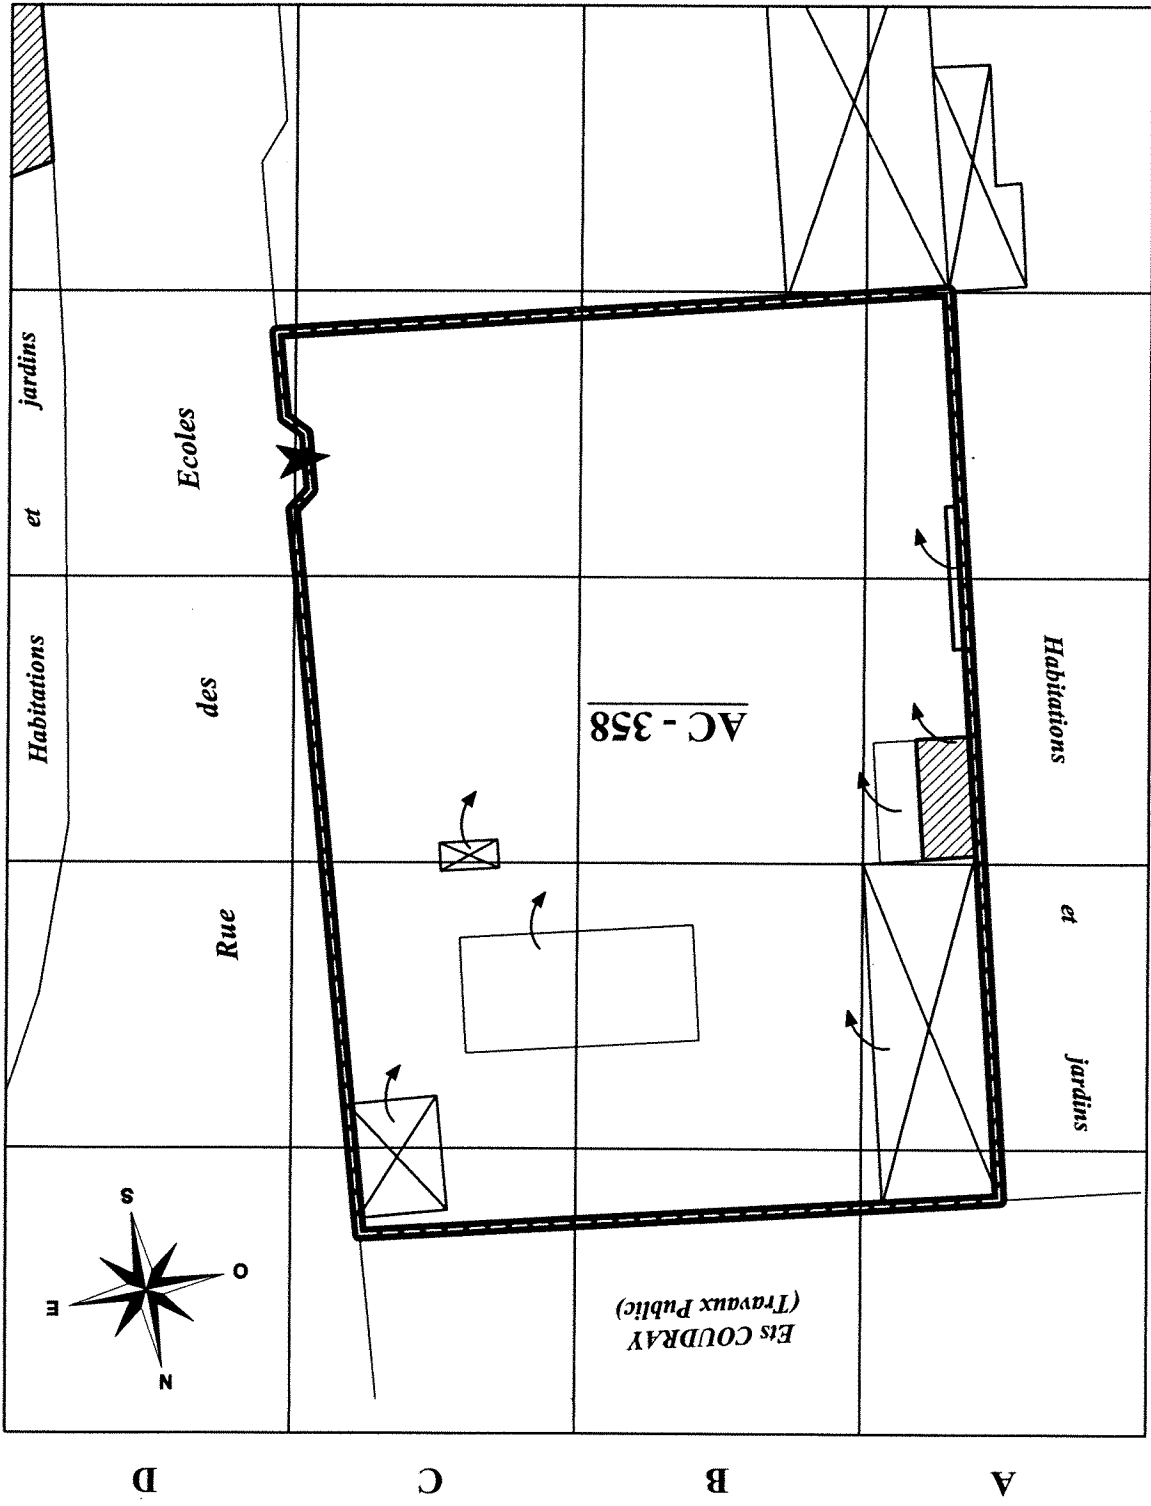 A B C D
Ets COUDRAY
(Travaux Public)
N
S
E
O
AC - 358
Rue des Ecoles
Habitations et jardins
Habitations et jardins